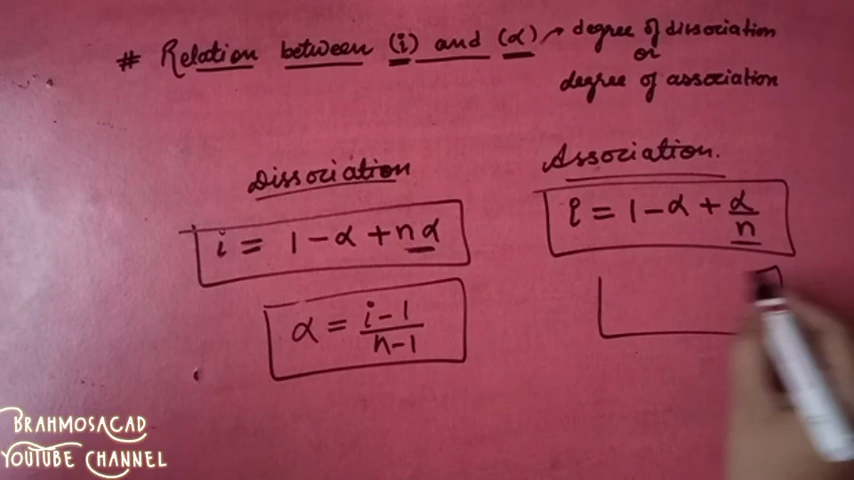 # Relation between (i) and (α) → degree of dissociation
or
degree of association
Dissociation
i = 1 - α + nα
α = i-1/n-1
Association.
i = 1 - α + α/n
BRAHMOSACAD
YOUTUBE CHANNEL